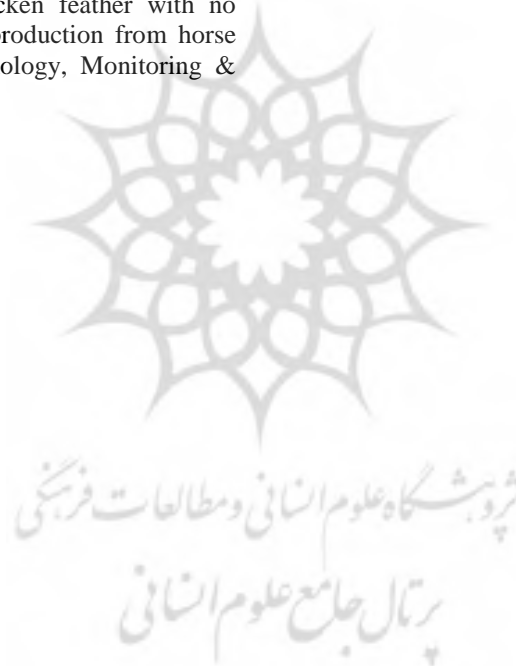 cken feather with no
production from horse
ology, Monitoring &
پژوهشگاه علوم انسانی و مطالعات فرهنگی
پرتال جامع علوم انسانی